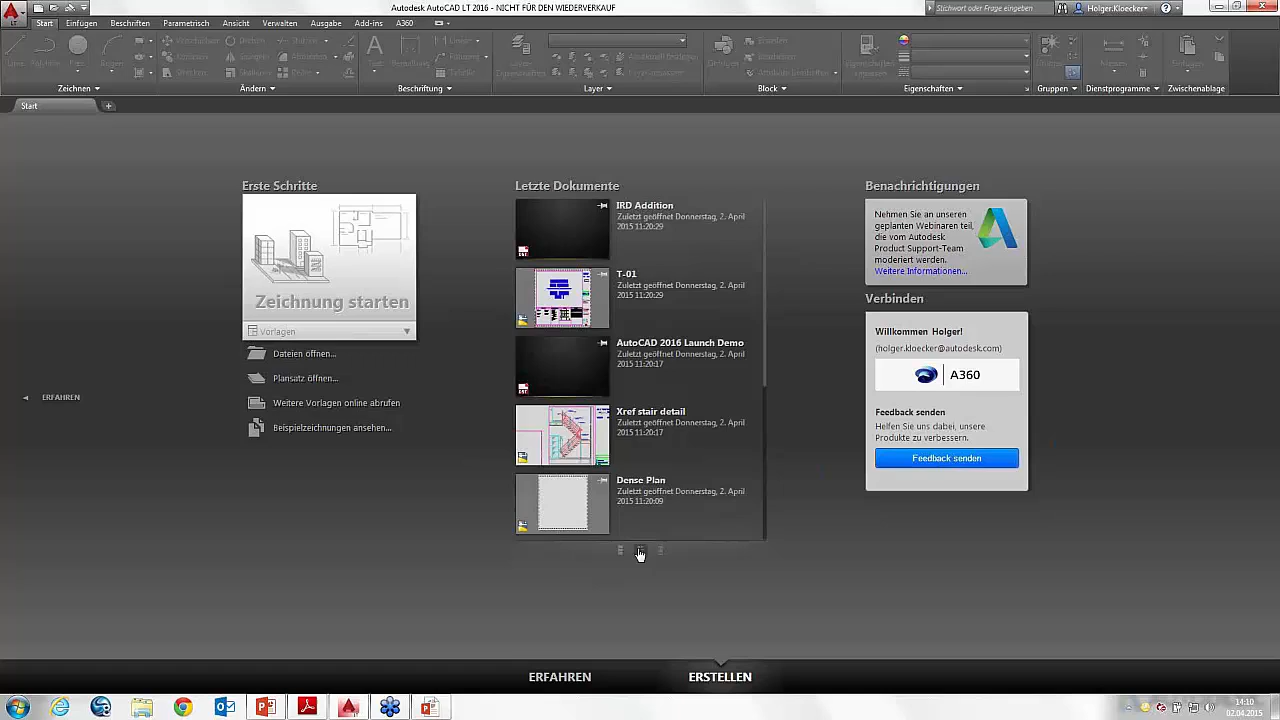 Autodesk AutoCAD LT 2016 - NICHT FÜR DEN WIEDERVERKAUF
Stichwort oder Frage eingeben
Holger.Kloecker
LT
Start
Einfügen
Beschriften
Parametrisch
Ansicht
Verwalten
Ausgabe
Add-ins
A360
Zeichnen
Ändern
Beschriftung
Layer
Block
Eigenschaften
Gruppen
Dienstprogramme
Zwischenablage
Start
Erste Schritte
Zeichnung starten
Vorlagen
Dateien öffnen...
Plansatz öffnen...
Weitere Vorlagen online abrufen
Beispielzeichnungen ansehen...
ERFAHREN
Letzte Dokumente
IRD Addition
Zuletzt geöffnet Donnerstag, 2. April
2015 11:20:29
T-01
Zuletzt geöffnet Donnerstag, 2. April
2015 11:20:29
AutoCAD 2016 Launch Demo
Zuletzt geöffnet Donnerstag, 2. April
2015 11:20:17
Xref stair detail
Zuletzt geöffnet Donnerstag, 2. April
2015 11:20:17
Dense Plan
Zuletzt geöffnet Donnerstag, 2. April
2015 11:20:09
Benachrichtigungen
Nehmen Sie an unseren
geplanten Webinaren teil,
die vom Autodesk
Product Support-Team
moderiert werden.
Weitere Informationen...
Verbinden
Willkommen Holger!
(holger.kloecker@autodesk.com)
A360
Feedback senden
Helfen Sie uns dabei, unsere
Produkte zu verbessern.
Feedback senden
ERFAHREN
ERSTELLEN
14:10
02.04.2015